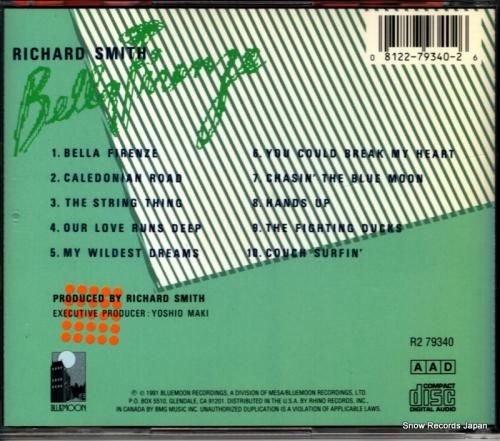 RICHARD SMITH
Bella Firenze
0 8122-79340-2 6
1. BELLA FIRENZE
2. CALEDONIAN ROAD
3. THE STRING THING
4. OUR LOVE RUNS DEEP
5. MY WILDEST DREAMS
6. YOU COULD BREAK MY HEART
7. CHASIN' THE BLUE MOON
8. HANDS UP
9. THE FIGHTING DUCKS
10. COUCH SURFIN'
PRODUCED BY RICHARD SMITH
EXECUTIVE PRODUCER: YOSHIO MAKI
BLUEMOON
R2 79340
AAD
COMPACT
disc
DIGITAL AUDIO
℗ © 1991 BLUEMOON RECORDINGS, A DIVISION OF MESA/BLUEMOON RECORDINGS,
P.O. BOX 5510, GLENDALE, CA 91201. DISTRIBUTED IN THE U.S.A. BY RHINO RECORDS, INC.,
IN CANADA BY BMG MUSIC INC. UNAUTHORIZED DUPLICATION IS A VIOLATION OF APPLICABLE LAWS.
Snow Records Japan